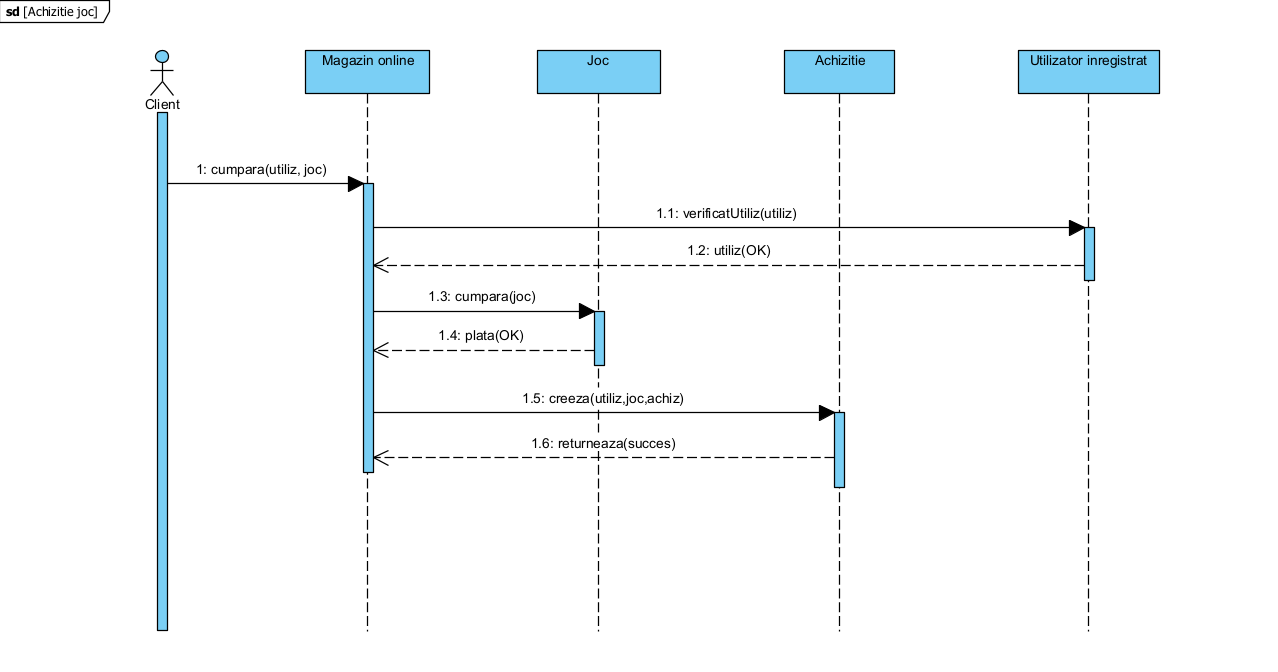 sd [Achizitie joc]
Client
Magazin online
Joc
Achizitie
Utilizator inregistrat
1: cumpara(utiliz, joc)
1.1: verificatUtiliz(utiliz)
1.2: utiliz(OK)
1.3: cumpara(joc)
1.4: plata(OK)
1.5: creeza(utiliz,joc,achiz)
1.6: returneaza(succes)